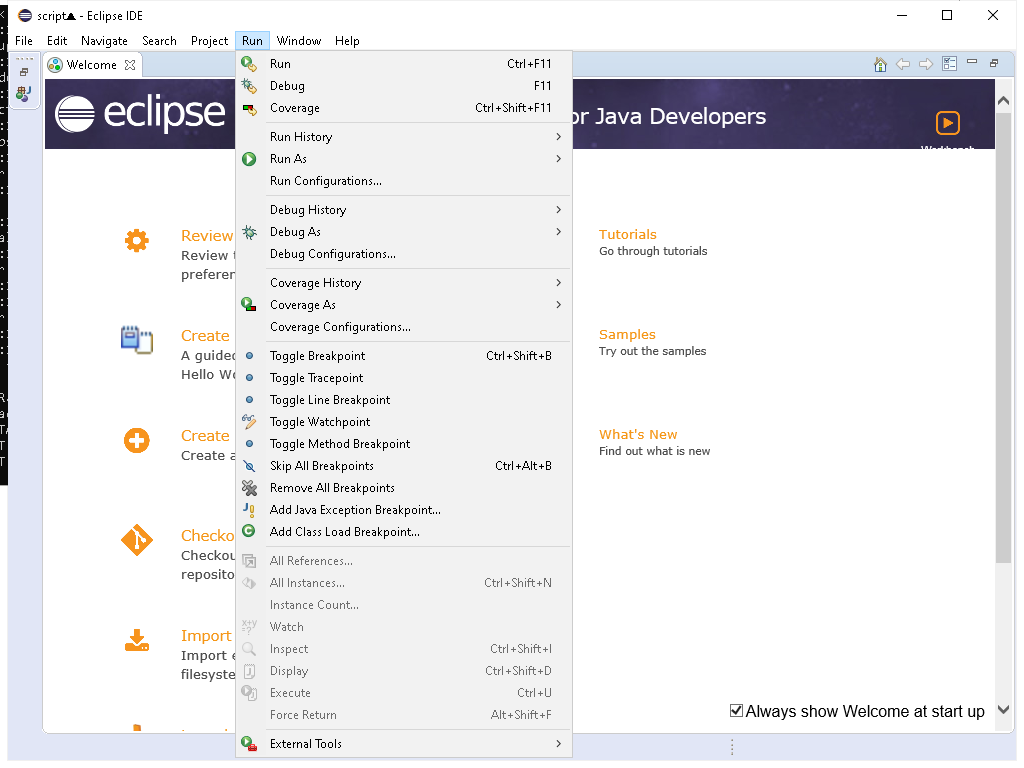 script▲ - Eclipse IDE
File Edit Navigate Search Project Run Window Help
Welcome
eclipse
or Java Developers
Run Ctrl+F11
Debug F11
Coverage Ctrl+Shift+F11
Run History
Run As
Run Configurations...
Debug History
Debug As
Debug Configurations...
Coverage History
Coverage As
Coverage Configurations...
Toggle Breakpoint Ctrl+Shift+B
Toggle Tracepoint
Toggle Line Breakpoint
Toggle Watchpoint
Toggle Method Breakpoint
Skip All Breakpoints Ctrl+Alt+B
Remove All Breakpoints
Add Java Exception Breakpoint...
Add Class Load Breakpoint...
All References...
All Instances... Ctrl+Shift+N
Instance Count...
Watch
Inspect Ctrl+Shift+I
Display Ctrl+Shift+D
Execute Ctrl+U
Force Return Alt+Shift+F
External Tools
Review
Review
preferen
Create
A guided
Hello Wo
Create
Create a
Checko
Checkou
reposito
Import
Import e
filesyste
Tutorials
Go through tutorials
Samples
Try out the samples
What's New
Find out what is new
Always show Welcome at start up